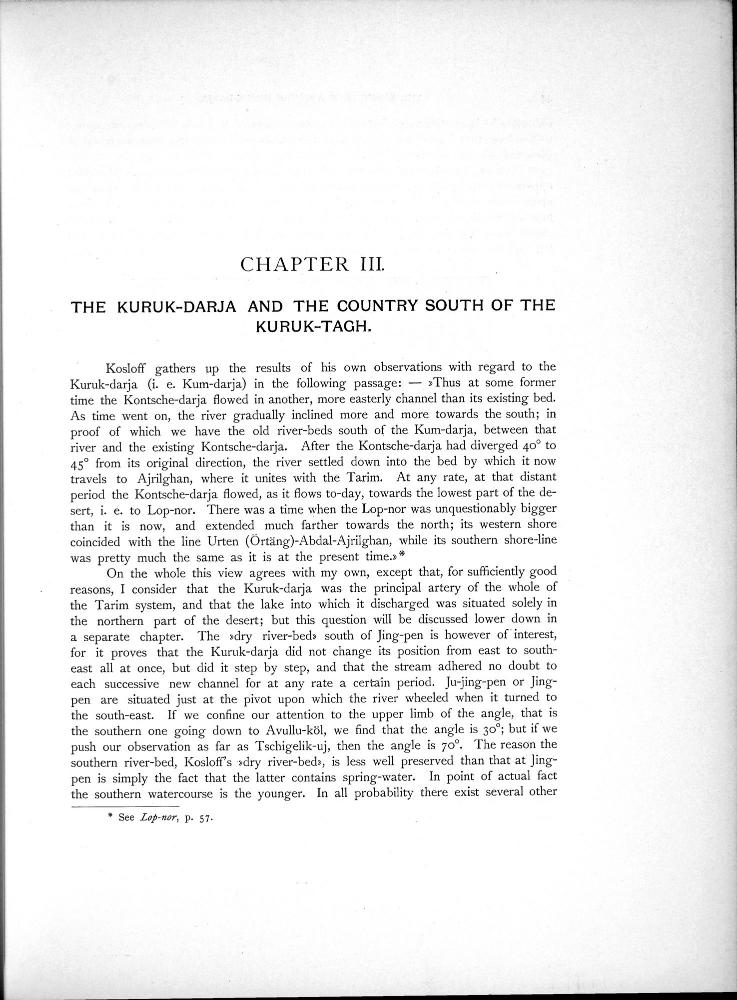 CHAPTER III.
THE KURUK-DARJA AND THE COUNTRY SOUTH OF THE
KURUK-TAGH.
Kosloff gathers up the results of his own observations with regard to the
Kuruk-darja (i. e. Kum-darja) in the following passage: — »Thus at some former
time the Kontsche-darja flowed in another, more easterly channel than its existing bed.
As time went on, the river gradually inclined more and more towards the south; in
proof of which we have the old river-beds south of the Kum-darja, between that
river and the existing Kontsche-darja. After the Kontsche-darja had diverged 40° to
45° from its original direction, the river settled down into the bed by which it now
travels to Ajrilghan, where it unites with the Tarim. At any rate, at that distant
period the Kontsche-darja flowed, as it flows to-day, towards the lowest part of the de-
sert, i. e. to Lop-nor. There was a time when the Lop-nor was unquestionably bigger
than it is now, and extended much farther towards the north; its western shore
coincided with the line Urten (Örtäng)-Abdal-Ajrilghan, while its southern shore-line
was pretty much the same as it is at the present time.»*
On the whole this view agrees with my own, except that, for sufficiently good
reasons, I consider that the Kuruk-darja was the principal artery of the whole of
the Tarim system, and that the lake into which it discharged was situated solely in
the northern part of the desert; but this question will be discussed lower down in
a separate chapter. The »dry river-bed» south of Jing-pen is however of interest,
for it proves that the Kuruk-darja did not change its position from east to south-
east all at once, but did it step by step, and that the stream adhered no doubt to
each successive new channel for at any rate a certain period. Ju-jing-pen or Jing-
pen are situated just at the pivot upon which the river wheeled when it turned to
the south-east. If we confine our attention to the upper limb of the angle, that is
the southern one going down to Avullu-köl, we find that the angle is 30°; but if we
push our observation as far as Tschigelik-uj, then the angle is 70°. The reason the
southern river-bed, Kosloff's »dry river-bed», is less well preserved than that at Jing-
pen is simply the fact that the latter contains spring-water. In point of actual fact
the southern watercourse is the younger. In all probability there exist several other
* See Lop-nor, p. 57.